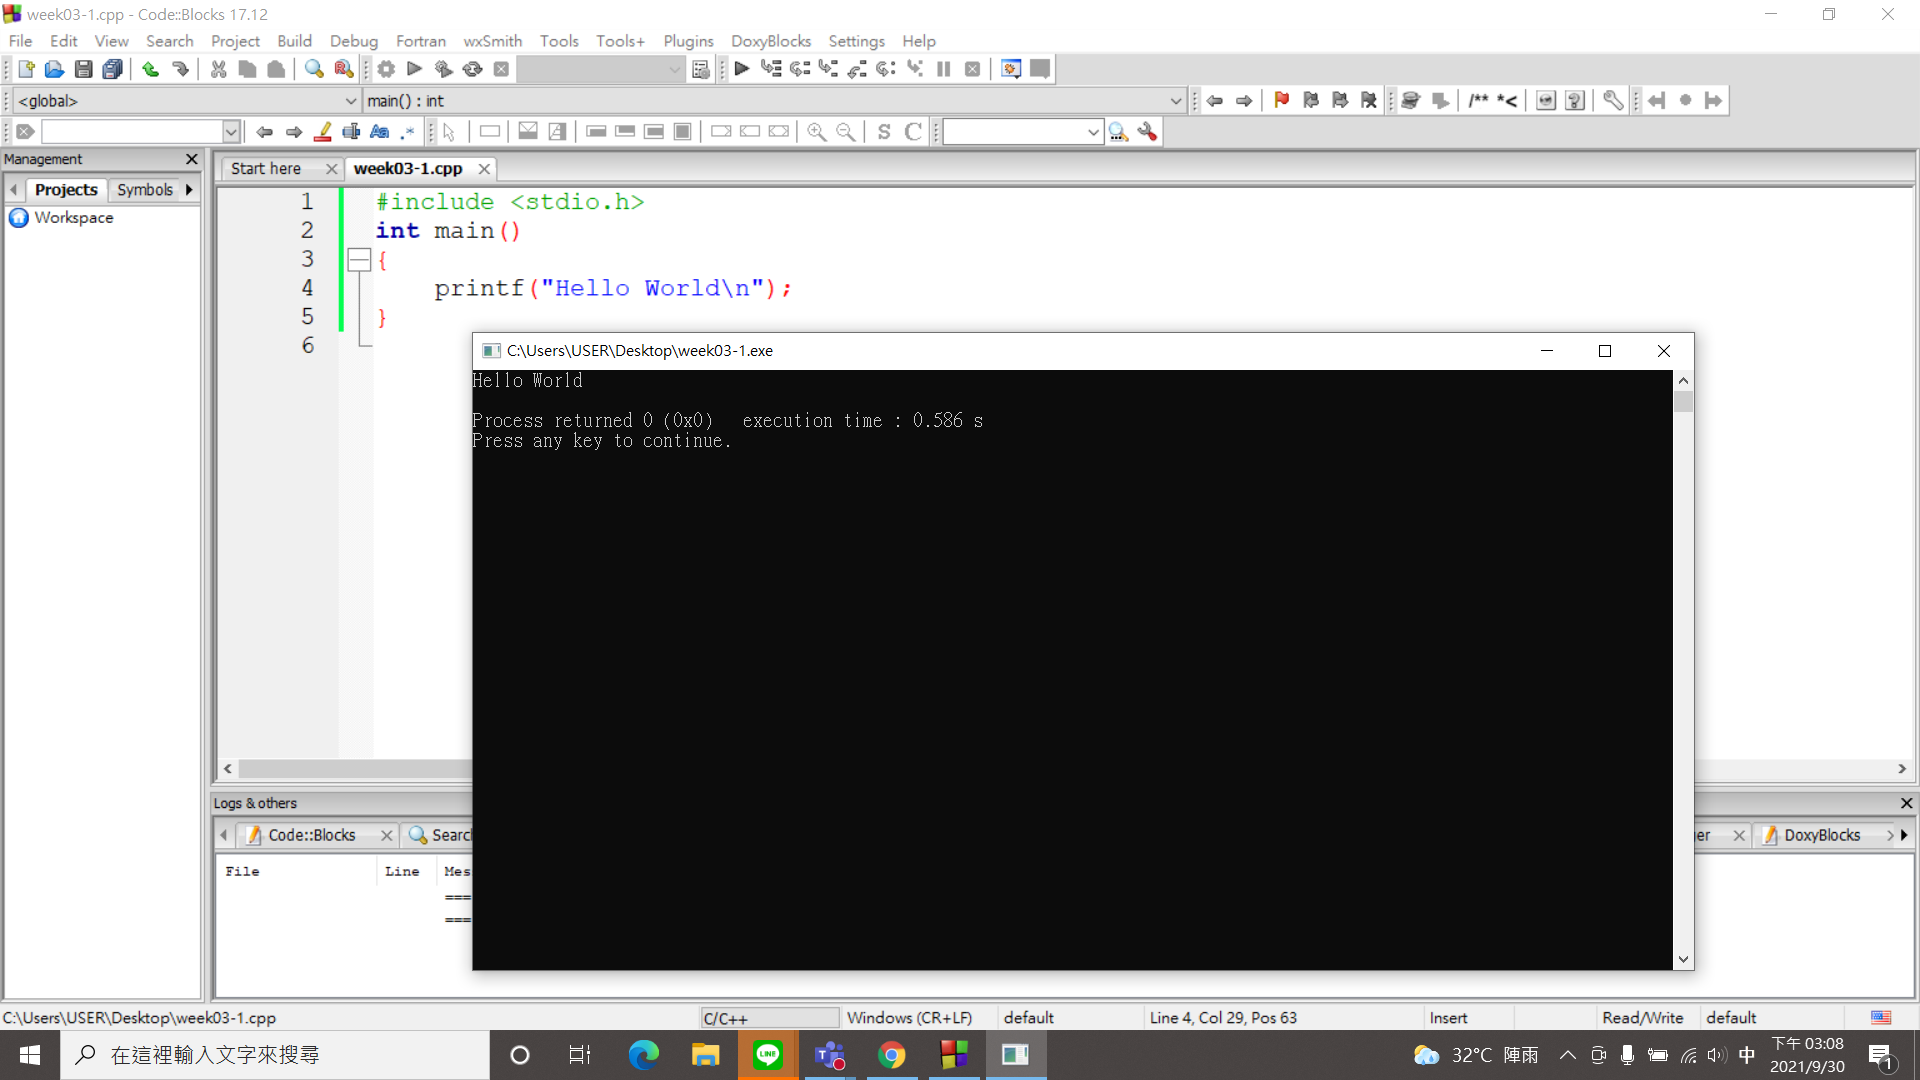 week03-1.cpp - Code::Blocks 17.12
File Edit View Search Project Build Debug Fortran wxSmith Tools Tools+ Plugins DoxyBlocks Settings Help
<global> main() : int
/** *<
Aa .*
S C
Management
Projects Symbols
Workspace
Start here week03-1.cpp
1 #include <stdio.h>
2 int main()
3 {
4 printf("Hello World\n");
5 }
6
C:\Users\USER\Desktop\week03-1.exe
Hello World
Process returned 0 (0x0)   execution time : 0.586 s
Press any key to continue.
Logs & others
Code::Blocks Search er DoxyBlocks
File Line Mes
===
===
C:\Users\USER\Desktop\week03-1.cpp C/C++ Windows (CR+LF) default Line 4, Col 29, Pos 63 Insert Read/Write default
在這裡輸入文字來搜尋 LINE 32°C 陣雨 中 下午 03:08
2021/9/30 1